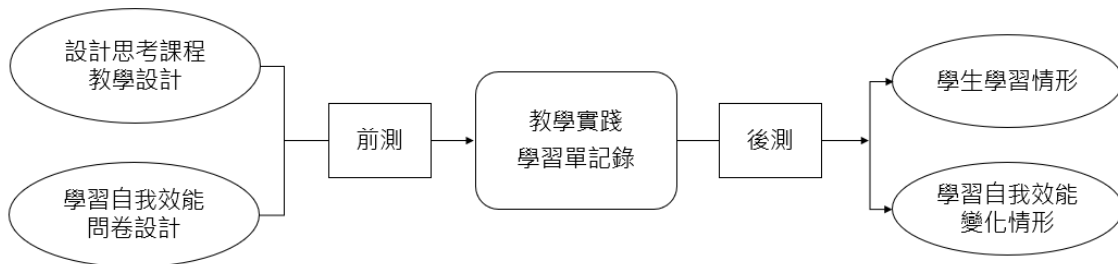 設計思考課程
教學設計
學習自我效能
問卷設計
前測
教學實踐
學習單記錄
後測
學生學習情形
學習自我效能
變化情形